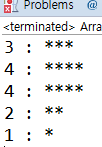 Problems @
<terminated> Arra
3 : ***
4 : ****
4 : ****
2 : **
1 : *